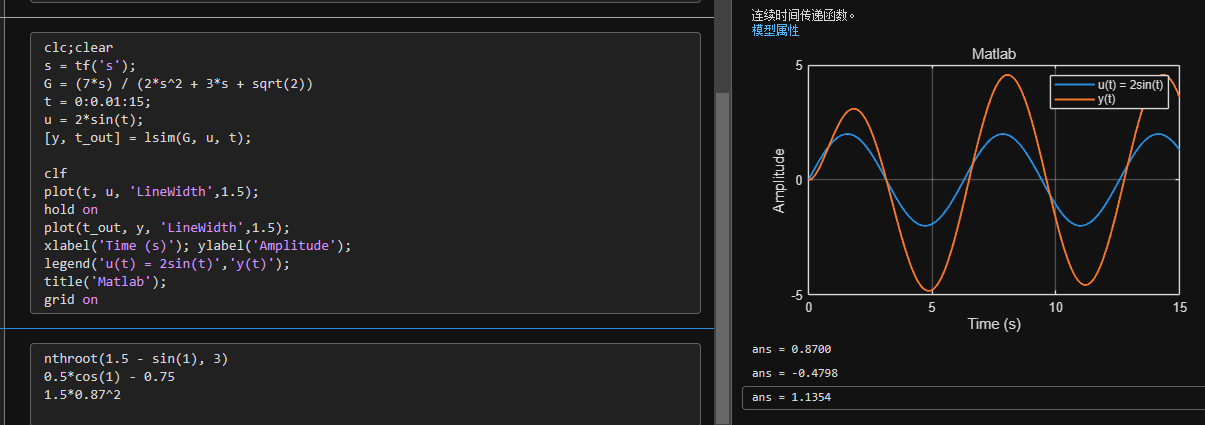 clc;clear
s = tf('s');
G = (7*s) / (2*s^2 + 3*s + sqrt(2))
t = 0:0.01:15;
u = 2*sin(t);
[y, t_out] = lsim(G, u, t);
clf
plot(t, u, 'LineWidth',1.5);
hold on
plot(t_out, y, 'LineWidth',1.5);
xlabel('Time (s)'); ylabel('Amplitude');
legend('u(t) = 2sin(t)','y(t)');
title('Matlab');
grid on
nthroot(1.5 - sin(1), 3)
0.5*cos(1) - 0.75
1.5*0.87^2
连续时间传递函数。
模型属性
Matlab
5
u(t) = 2sin(t)
y(t)
Amplitude
0
-5
0 5 10 15
Time (s)
ans = 0.8700
ans = -0.4798
ans = 1.1354